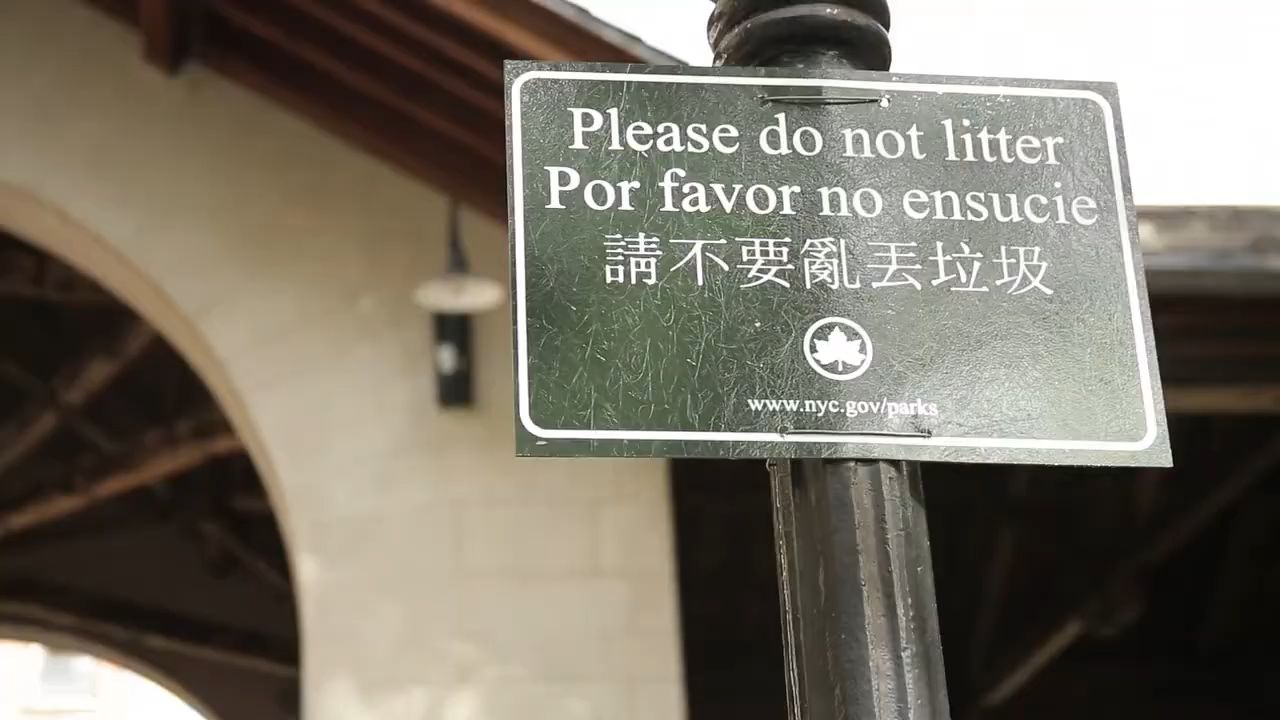 Please do not litter
Por favor no ensucie
請不要亂丟垃圾
www.nyc.gov/parks